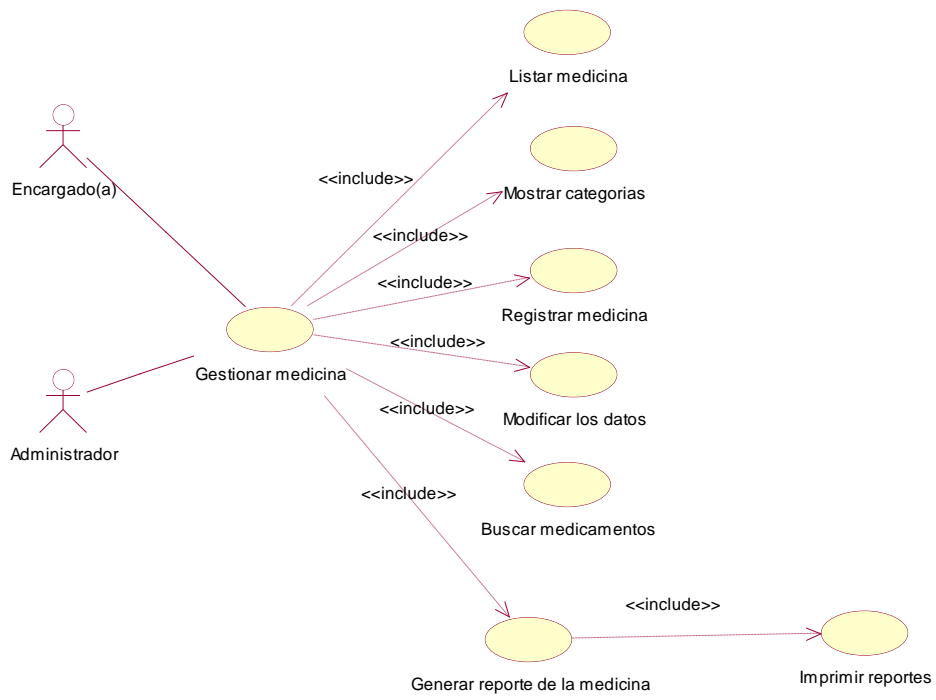 Listar medicina
Encargado(a)
<<include>>
Mostrar categorias
<<include>>
<<include>>
Registrar medicina
<<include>>
Gestionar medicina
Modificar los datos
<<include>>
Administrador
<<include>>
Buscar medicamentos
<<include>>
Generar reporte de la medicina
Imprimir reportes